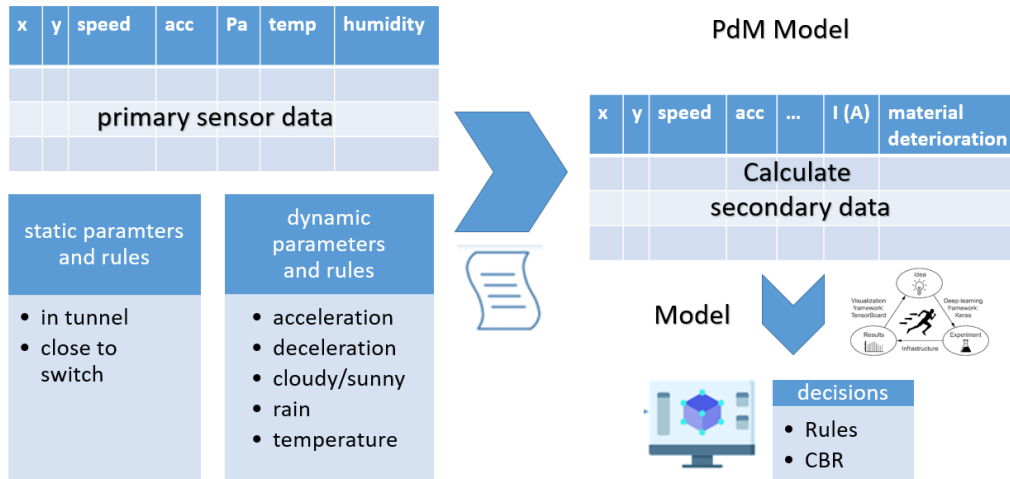 x y speed acc Pa temp humidity
primary sensor data
static paramters
and rules
in tunnel
close to
switch
dynamic
parameters
and rules
acceleration
deceleration
cloudy/sunny
rain
temperature
PdM Model
x y speed acc ... I (A) material
deterioration
Calculate
secondary data
Model
Idea
Visualization
framework:
TensorBoard
Deep-learning
framework:
Keras
Results
Experiment
Infrastructure
decisions
Rules
CBR